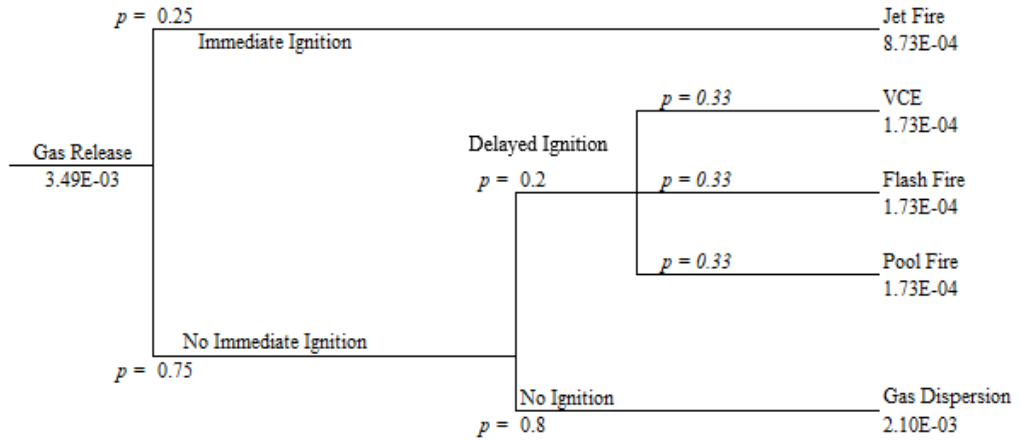 p = 0.25
Immediate Ignition
Jet Fire
8.73E-04
p = 0.33
VCE
1.73E-04
Gas Release
3.49E-03
Delayed Ignition
p = 0.2
p = 0.33
Flash Fire
1.73E-04
p = 0.33
Pool Fire
1.73E-04
No Immediate Ignition
p = 0.75
No Ignition
p = 0.8
Gas Dispersion
2.10E-03